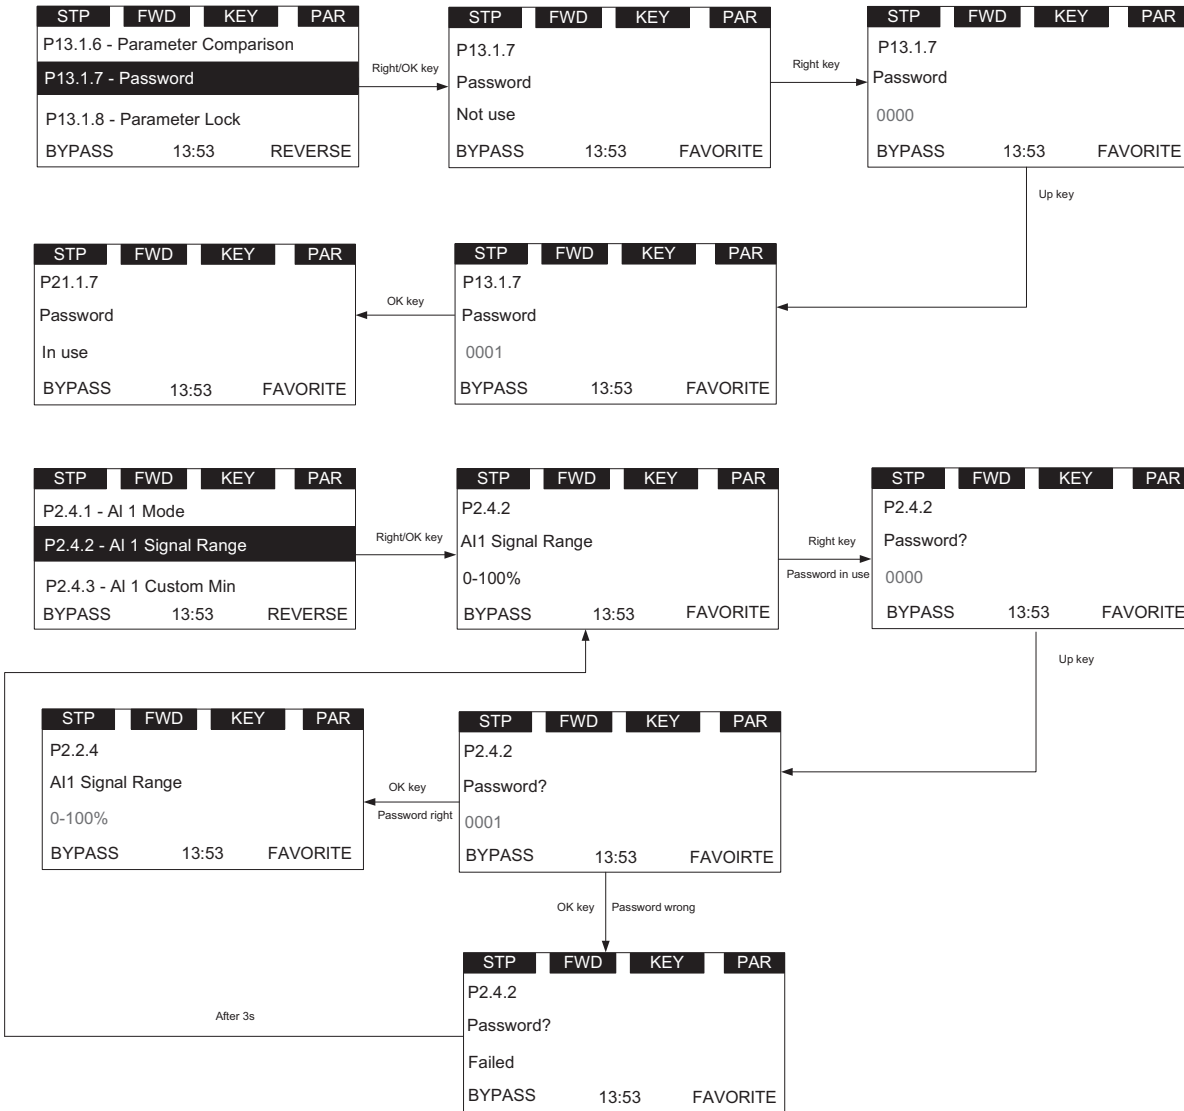 STP FWD KEY PAR
P13.1.6 - Parameter Comparison
P13.1.7 - Password
P13.1.8 - Parameter Lock
BYPASS 13:53 REVERSE
Right/OK key
STP FWD KEY PAR
P13.1.7
Password
Not use
BYPASS 13:53 FAVORITE
Right key
STP FWD KEY PAR
P13.1.7
Password
0000
BYPASS 13:53 FAVORITE
Up key
STP FWD KEY PAR
P13.1.7
Password
0001
BYPASS 13:53 FAVORITE
OK key
STP FWD KEY PAR
P21.1.7
Password
In use
BYPASS 13:53 FAVORITE
STP FWD KEY PAR
P2.4.1 - AI 1 Mode
P2.4.2 - AI 1 Signal Range
P2.4.3 - AI 1 Custom Min
BYPASS 13:53 REVERSE
Right/OK key
STP FWD KEY PAR
P2.4.2
AI1 Signal Range
0-100%
BYPASS 13:53 FAVORITE
Right key
Password in use
STP FWD KEY PAR
P2.4.2
Password?
0000
BYPASS 13:53 FAVORITE
Up key
STP FWD KEY PAR
P2.4.2
Password?
0001
BYPASS 13:53 FAVOIRTE
OK key
Password right
STP FWD KEY PAR
P2.2.4
AI1 Signal Range
0-100%
BYPASS 13:53 FAVORITE
OK key Password wrong
STP FWD KEY PAR
P2.4.2
Password?
Failed
BYPASS 13:53 FAVORITE
After 3s